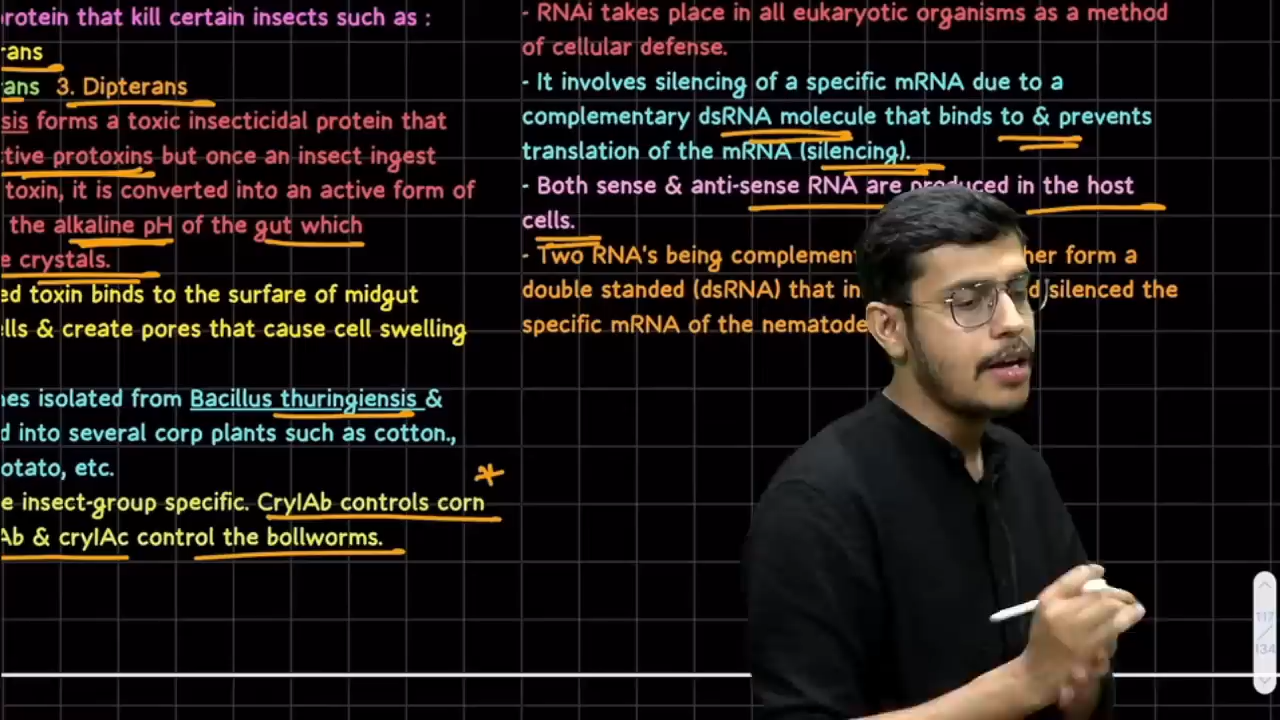 protein that kill certain insects such as :
rans
ans 3. Dipterans
sis forms a toxic insecticidal protein that
tive protoxins but once an insect ingest
toxin, it is converted into an active form of
the alkaline pH of the gut which
e crystals.
ed toxin binds to the surfare of midgut
ells & create pores that cause cell swelling
nes isolated from Bacillus thuringiensis &
d into several corp plants such as cotton.,
otato, etc.
e insect-group specific. CryIAb controls corn
Ab & cryIAc control the bollworms.
- RNAi takes place in all eukaryotic organisms as a method
of cellular defense.
- It involves silencing of a specific mRNA due to a
complementary dsRNA molecule that binds to & prevents
translation of the mRNA (silencing).
- Both sense & anti-sense RNA are produced in the host
cells.
- Two RNA's being complement her form a
double standed (dsRNA) that in d silenced the
specific mRNA of the nematode
117
/
134